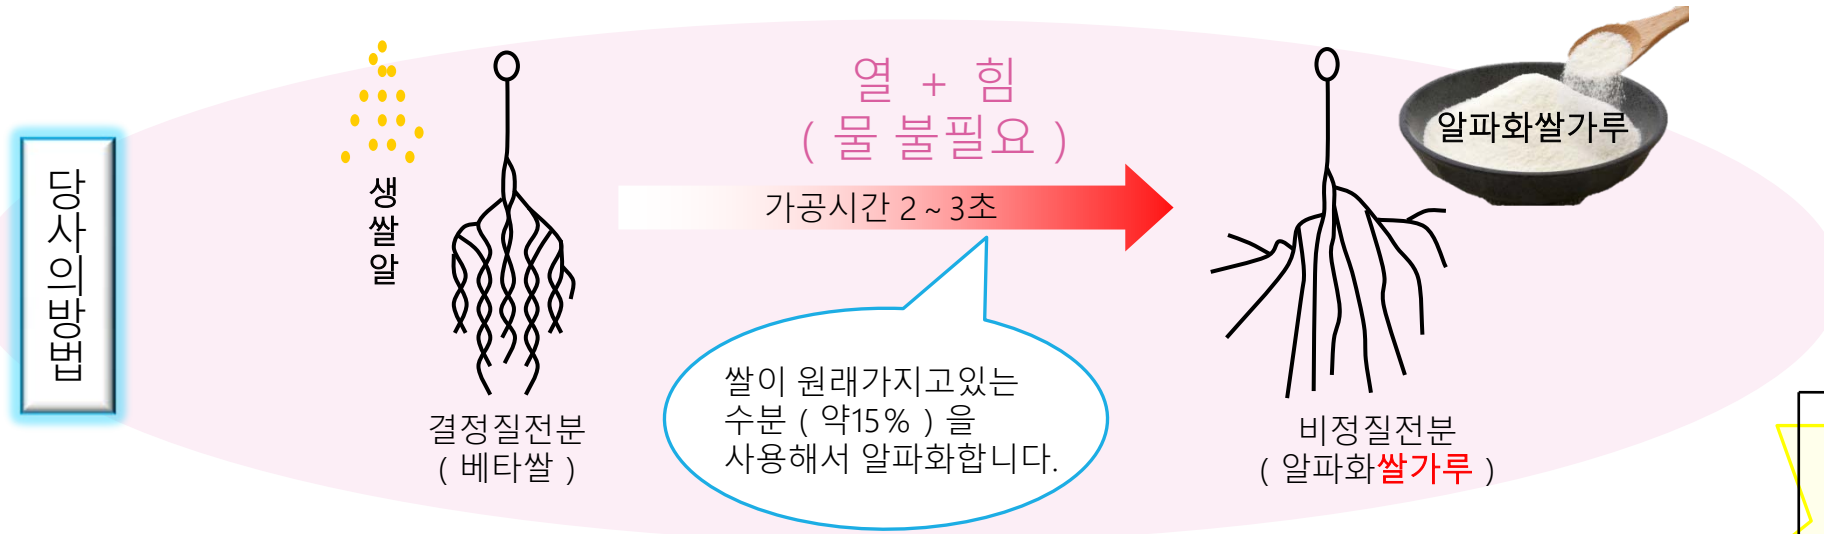 당사의방법
생쌀알
결정질전분
( 베타쌀 )
열 + 힘
( 물 불필요 )
가공시간 2~3초
쌀이 원래가지고있는
수분 ( 약15% ) 을
사용해서 알파화합니다.
알파화쌀가루
비정질전분
( 알파화쌀가루 )